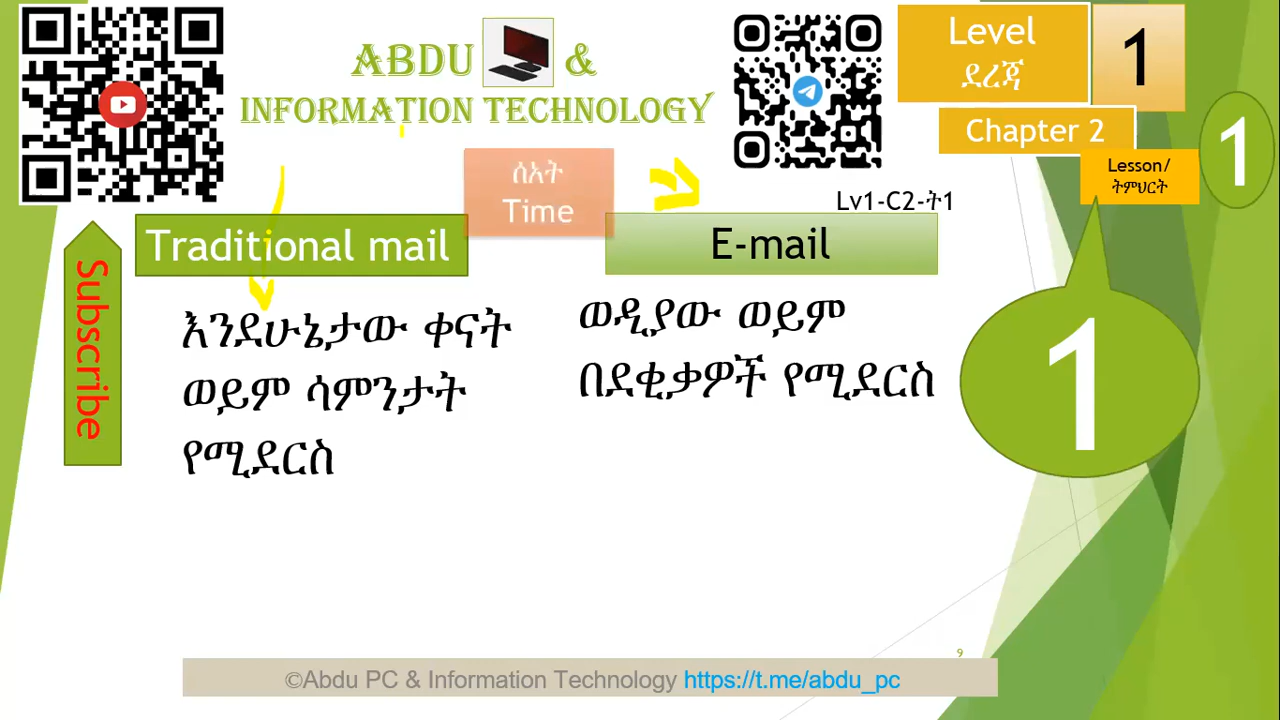 ABDU &
INFORMATION TECHNOLOGY
Level
ደረጃ
1
Chapter 2
Lesson/
ትምህርት
1
ሰአት
Time
Lv1-C2-ት1
Traditional mail
E-mail
Subscribe
እንደሁኔታው ቀናት
ወይም ሳምንታት
የሚደርስ
ወዲያው ወይም
በደቂቃዎች የሚደርስ
1
9
©Abdu PC & Information Technology https://t.me/abdu_pc